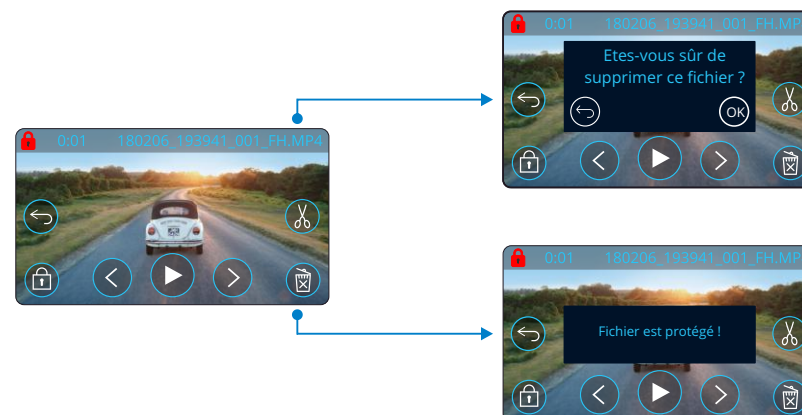 0:01 180206_193941_001_FH.MP4
0:01 180206_193941_001_FH.MP
Etes-vous sûr de
supprimer ce fichier ?
OK
0:01 180206_193941_001_FH.MP
Fichier est protégé !